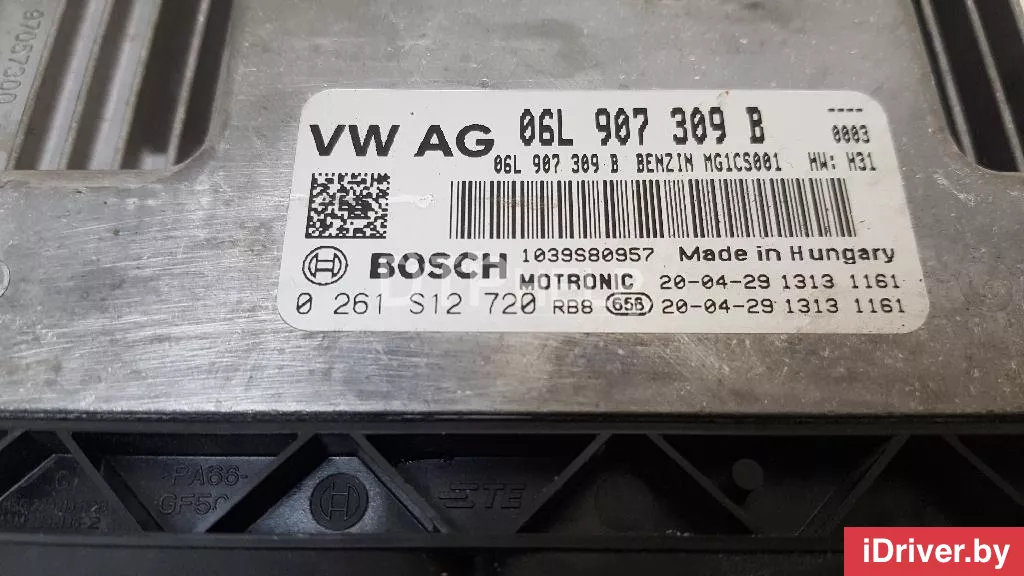 97057300
VW AG 06L 907 309 B
----
0003
06L 907 309 B BENZIN MG1CS001 HW: H31
BOSCH 1039S80957 Made in Hungary
MOTRONIC 20-04-29 1313 1161
0 261 S12 720 RB8 656 20-04-29 1313 1161
PA66-
GF50
ETE
iDriver.by